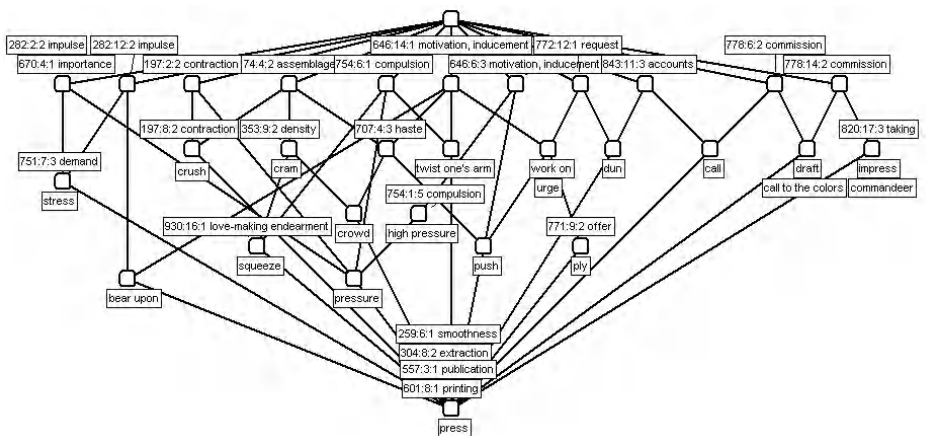 282:2:2 impulse
282:12:2 impulse
646:14:1 motivation, inducement
772:12:1 request
778:6:2 commission
670:4:1 importance
197:2:2 contraction
74:4:2 assemblage
754:6:1 compulsion
646:6:3 motivation, inducement
843:11:3 accounts
778:14:2 commission
197:8:2 contraction
353:9:2 density
707:4:3 haste
820:17:3 taking
751:7:3 demand
crush
cram
twist one's arm
work on
dun
call
draft
impress
stress
754:1:5 compulsion
urge
call to the colors
commandeer
930:16:1 love-making endearment
crowd
high pressure
771:9:2 offer
squeeze
push
ply
bear upon
pressure
259:6:1 smoothness
304:8:2 extraction
557:3:1 publication
601:8:1 printing
press